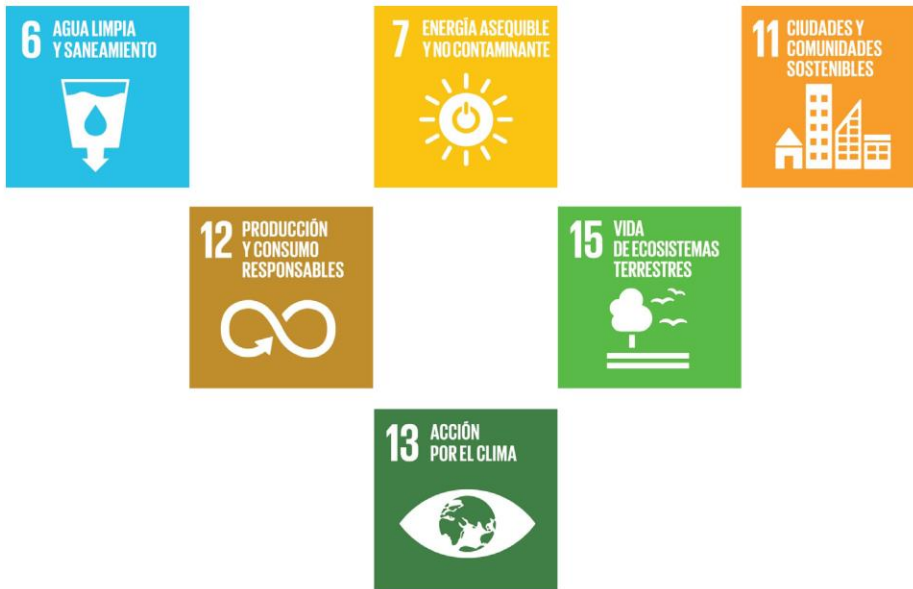 6 AGUA LIMPIA
Y SANEAMIENTO
7 ENERGÍA ASEQUIBLE
Y NO CONTAMINANTE
11 CIUDADES Y
COMUNIDADES
SOSTENIBLES
12 PRODUCCIÓN
Y CONSUMO
RESPONSABLES
15 VIDA
DE ECOSISTEMAS
TERRESTRES
13 ACCIÓN
POR EL CLIMA